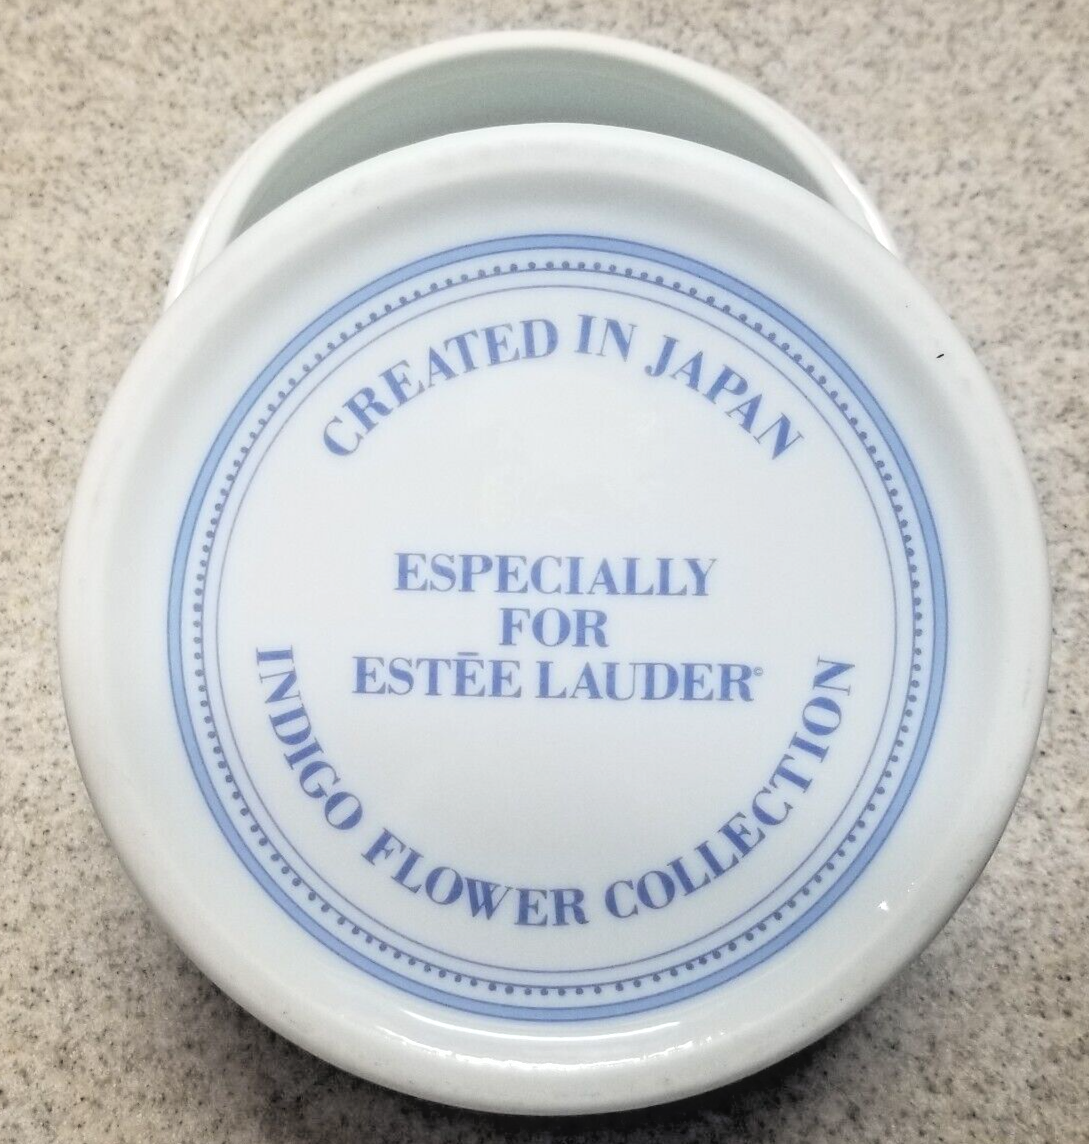 CREATED IN JAPAN
ESPECIALLY
FOR
ESTĒE LAUDER©
INDIGO FLOWER COLLECTION